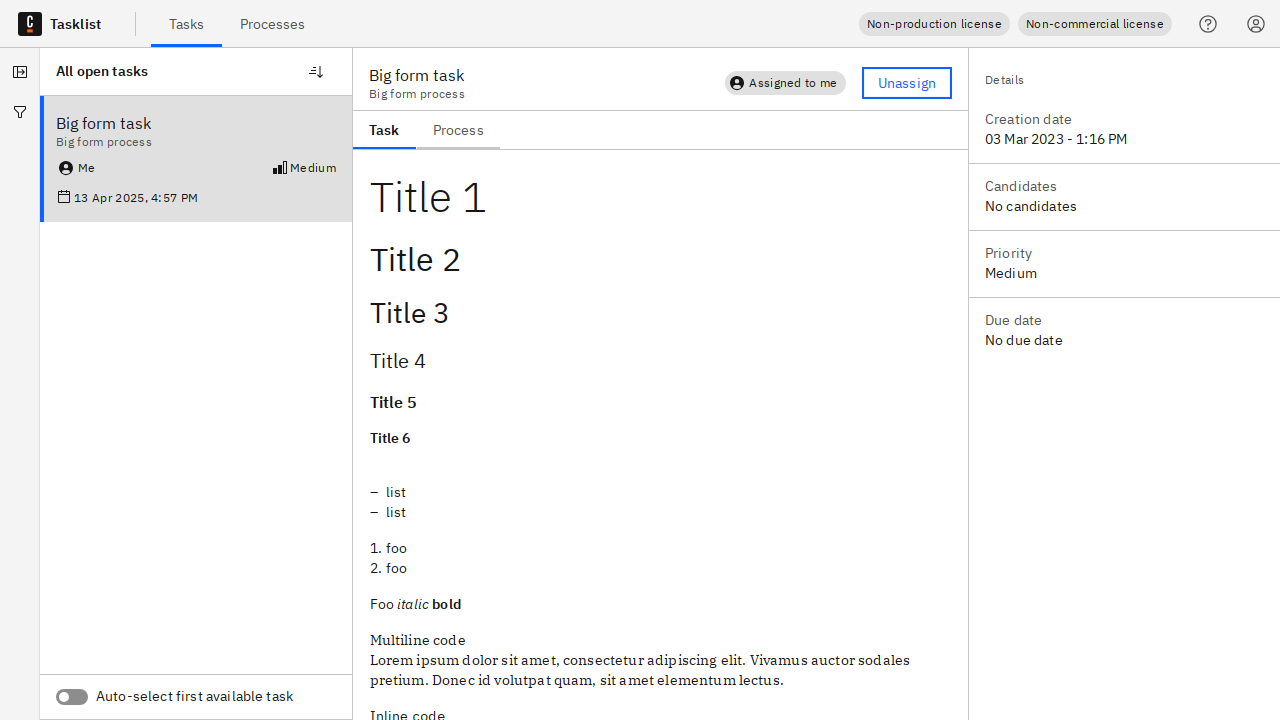 Tasklist
Tasks
Processes
Non-production license
Non-commercial license
All open tasks
Big form task
Big form process
Me
Medium
13 Apr 2025, 4:57 PM
Auto-select first available task
Big form task
Big form process
Assigned to me
Unassign
Task
Process
Title 1
Title 2
Title 3
Title 4
Title 5
Title 6
– list
– list
1. foo
2. foo
Foo italic bold
Multiline code
Lorem ipsum dolor sit amet, consectetur adipiscing elit. Vivamus auctor sodales
pretium. Donec id volutpat quam, sit amet elementum lectus.
Inline code
Details
Creation date
03 Mar 2023 - 1:16 PM
Candidates
No candidates
Priority
Medium
Due date
No due date